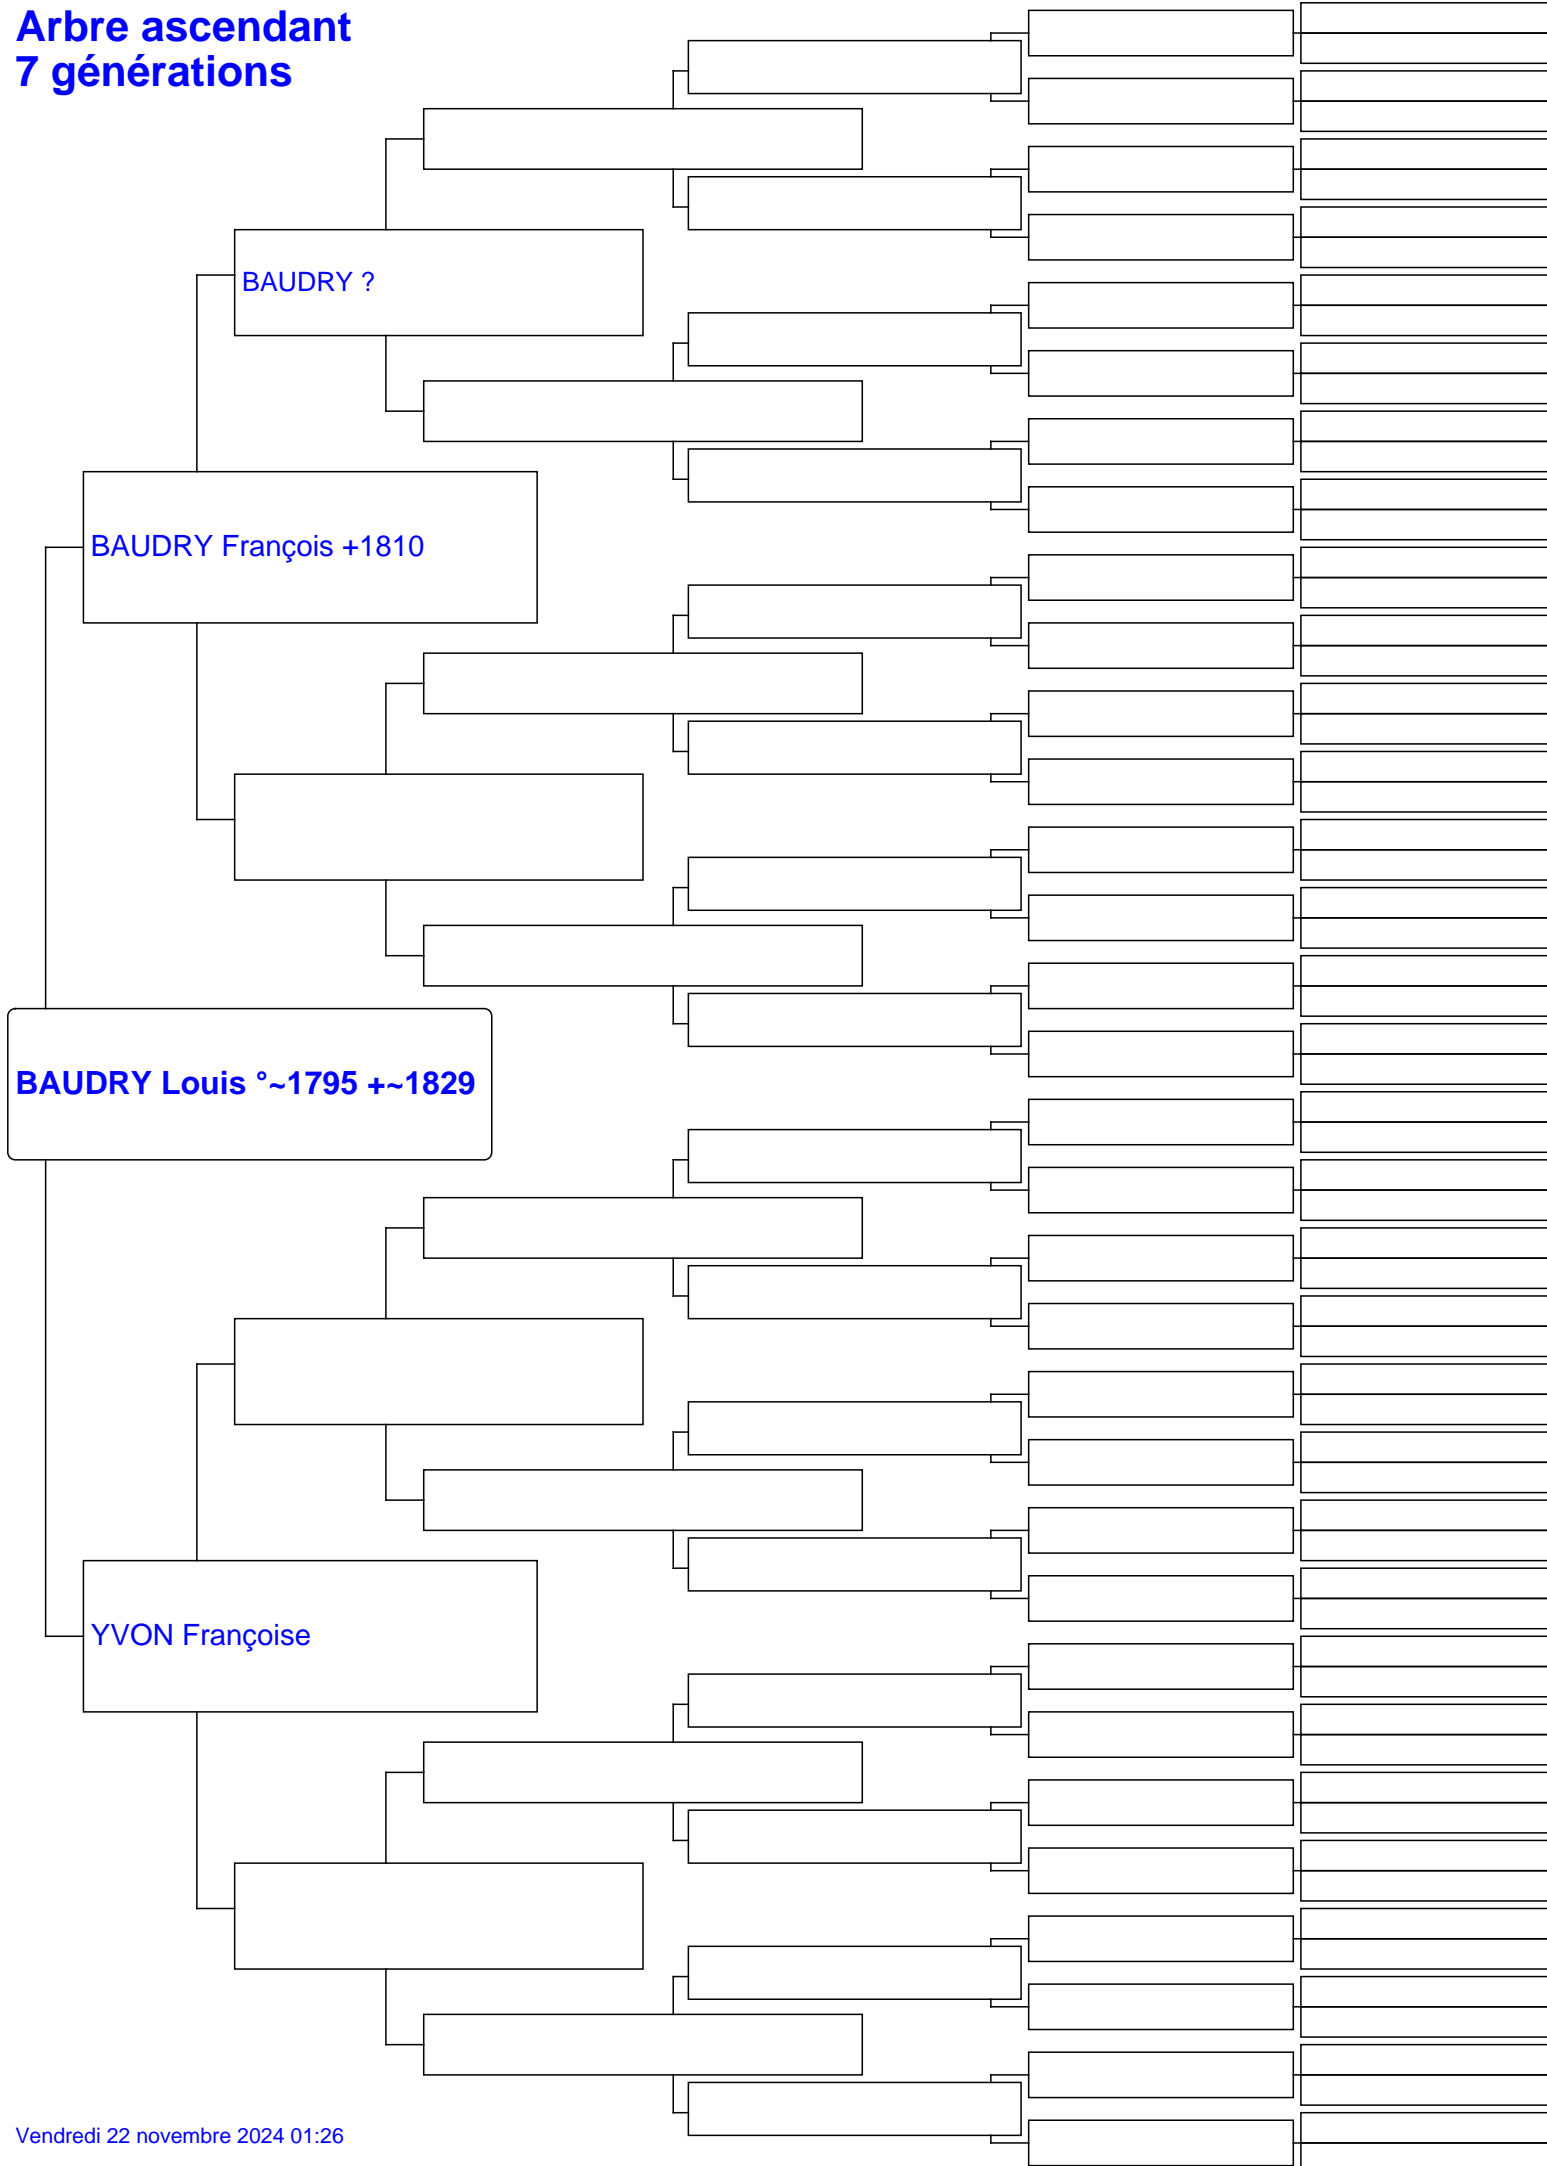 Arbre ascendant
7 générations
BAUDRY ?
BAUDRY François +1810
BAUDRY Louis °~1795 +~1829
YVON Françoise
Vendredi 22 novembre 2024 01:26